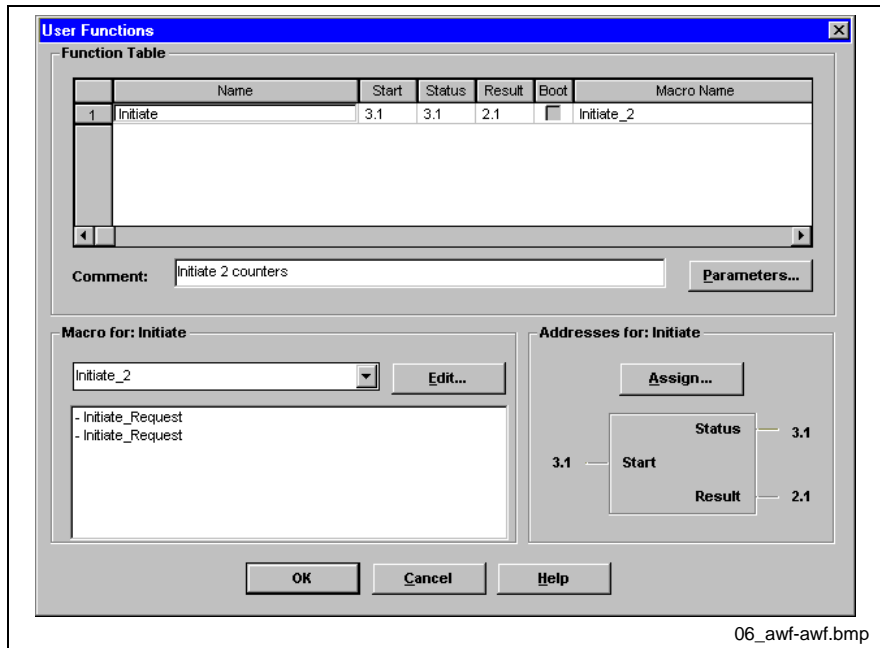 User Functions
Function Table
Name Start Status Result Boot Macro Name
1 Initiate 3.1 3.1 2.1 Initiate_2
Comment: Initiate 2 counters Parameters...
Macro for: Initiate
Initiate_2 Edit...
- Initiate_Request
- Initiate_Request
Addresses for: Initiate
Assign...
Status 3.1
3.1 Start
Result 2.1
OK Cancel Help
06_awf-awf.bmp